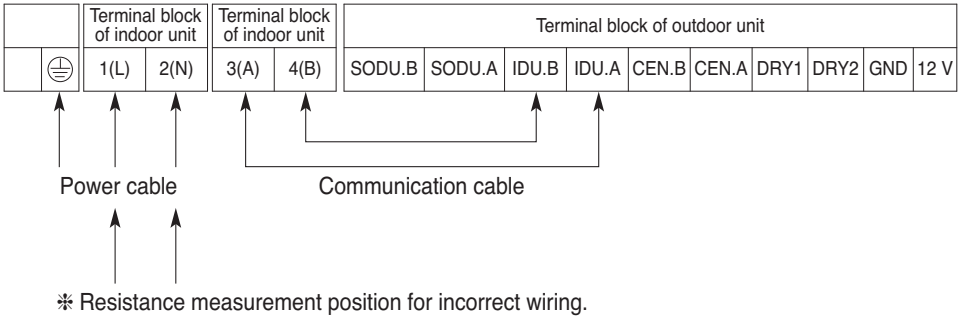 Terminal block of indoor unit
Terminal block of indoor unit
Terminal block of outdoor unit
1(L) 2(N) 3(A) 4(B) SODU.B SODU.A IDU.B IDU.A CEN.B CEN.A DRY1 DRY2 GND 12 V
Power cable
Communication cable
❈ Resistance measurement position for incorrect wiring.